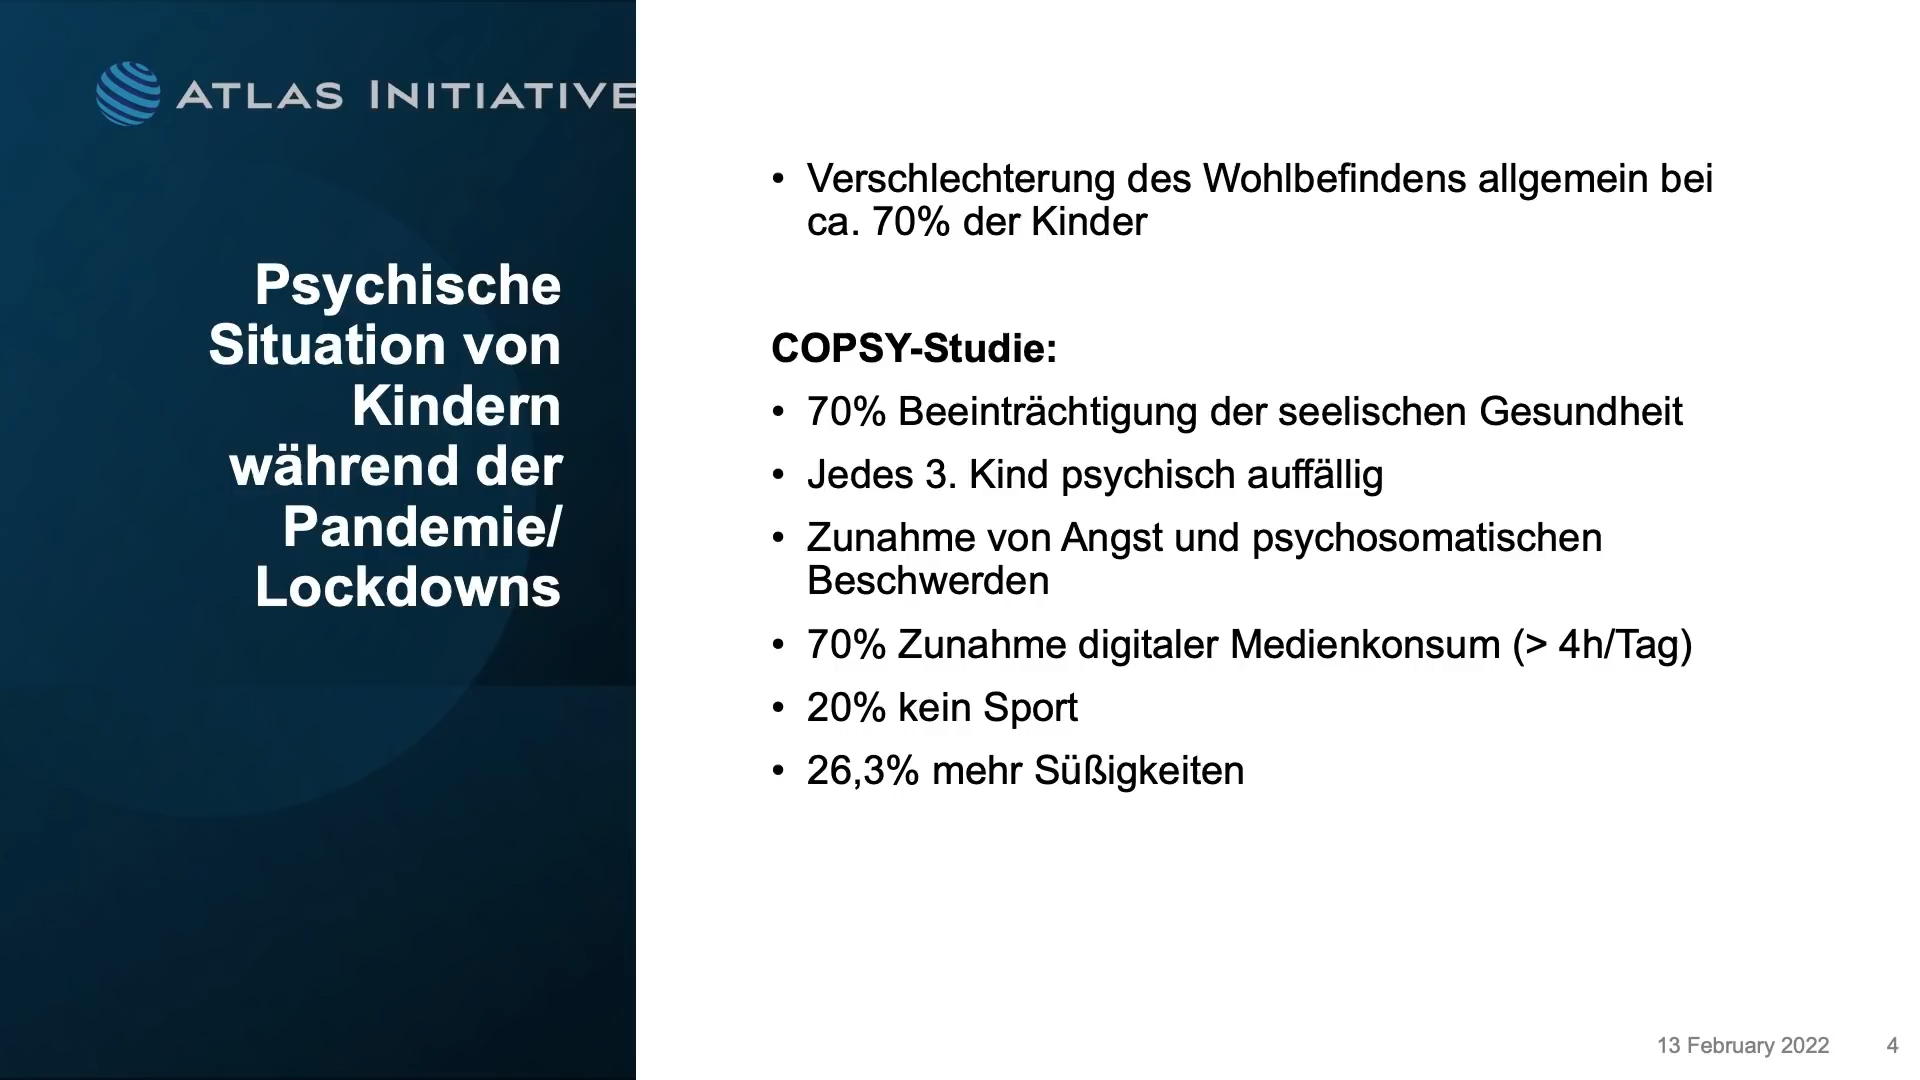 ATLAS INITIATIVE
Psychische
Situation von
Kindern
während der
Pandemie/
Lockdowns
• Verschlechterung des Wohlbefindens allgemein bei
ca. 70% der Kinder
COPSY-Studie:
• 70% Beeinträchtigung der seelischen Gesundheit
• Jedes 3. Kind psychisch auffällig
• Zunahme von Angst und psychosomatischen
Beschwerden
• 70% Zunahme digitaler Medienkonsum (> 4h/Tag)
• 20% kein Sport
• 26,3% mehr Süßigkeiten
13 February 2022 4